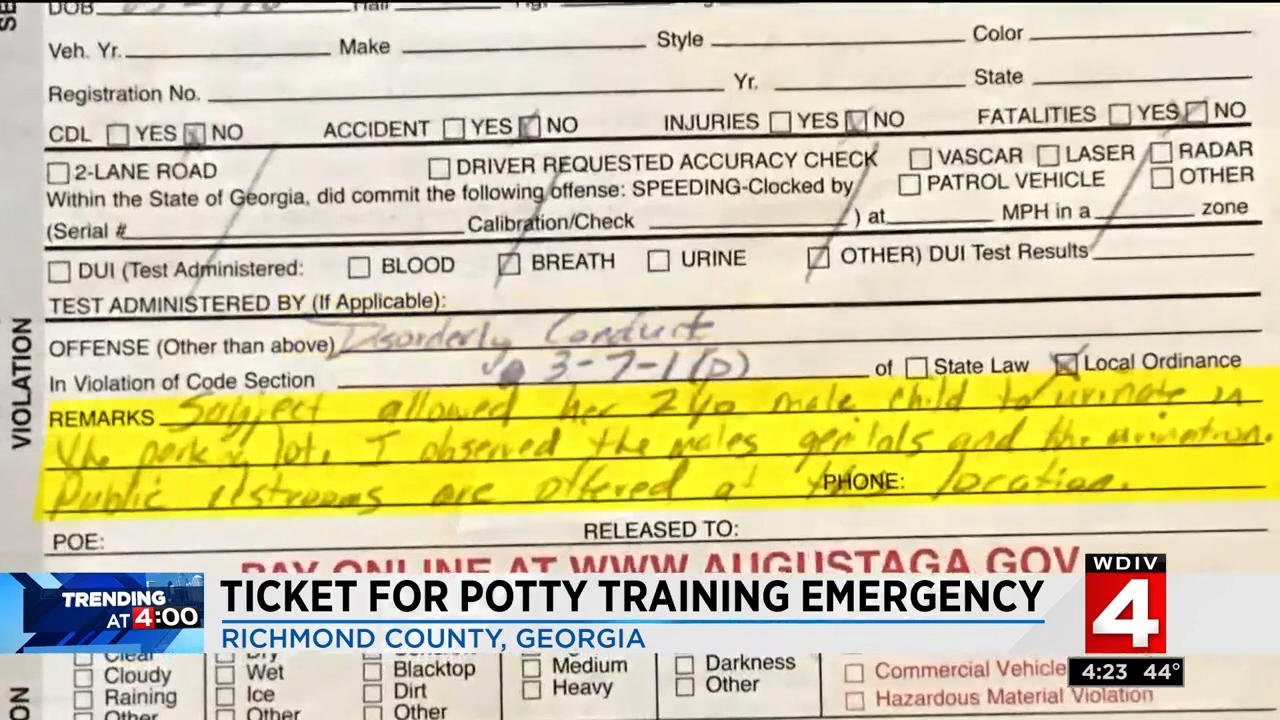 DOB
Veh. Yr. Make Style Color
Registration No. Yr. State
CDL YES NO ACCIDENT YES NO INJURIES YES NO FATALITIES YES NO
2-LANE ROAD DRIVER REQUESTED ACCURACY CHECK VASCAR LASER RADAR
Within the State of Georgia, did commit the following offense: SPEEDING-Clocked by PATROL VEHICLE OTHER
(Serial # Calibration/Check ) at MPH in a zone
DUI (Test Administered: BLOOD BREATH URINE OTHER) DUI Test Results
TEST ADMINISTERED BY (If Applicable):
OFFENSE (Other than above) Disorderly Conduct
In Violation of Code Section 3-7-1(p) of State Law Local Ordinance
VIOLATION
REMARKS Subject allowed her 2 yo male child to urinate in
the parking lot. I observed the males genitals and the urination.
Public restrooms are offered at this location.
PHONE:
POE: RELEASED TO:
PAY ONLINE AT WWW.AUGUSTAGA.GOV
TRENDING
AT 4:00
TICKET FOR POTTY TRAINING EMERGENCY
RICHMOND COUNTY, GEORGIA
WDIV
4
4:23 44°
Clear Dry Medium Darkness Commercial Vehicle
Cloudy Wet Blacktop Heavy Other Hazardous Material Violation
Raining Ice Dirt
Other Other Other